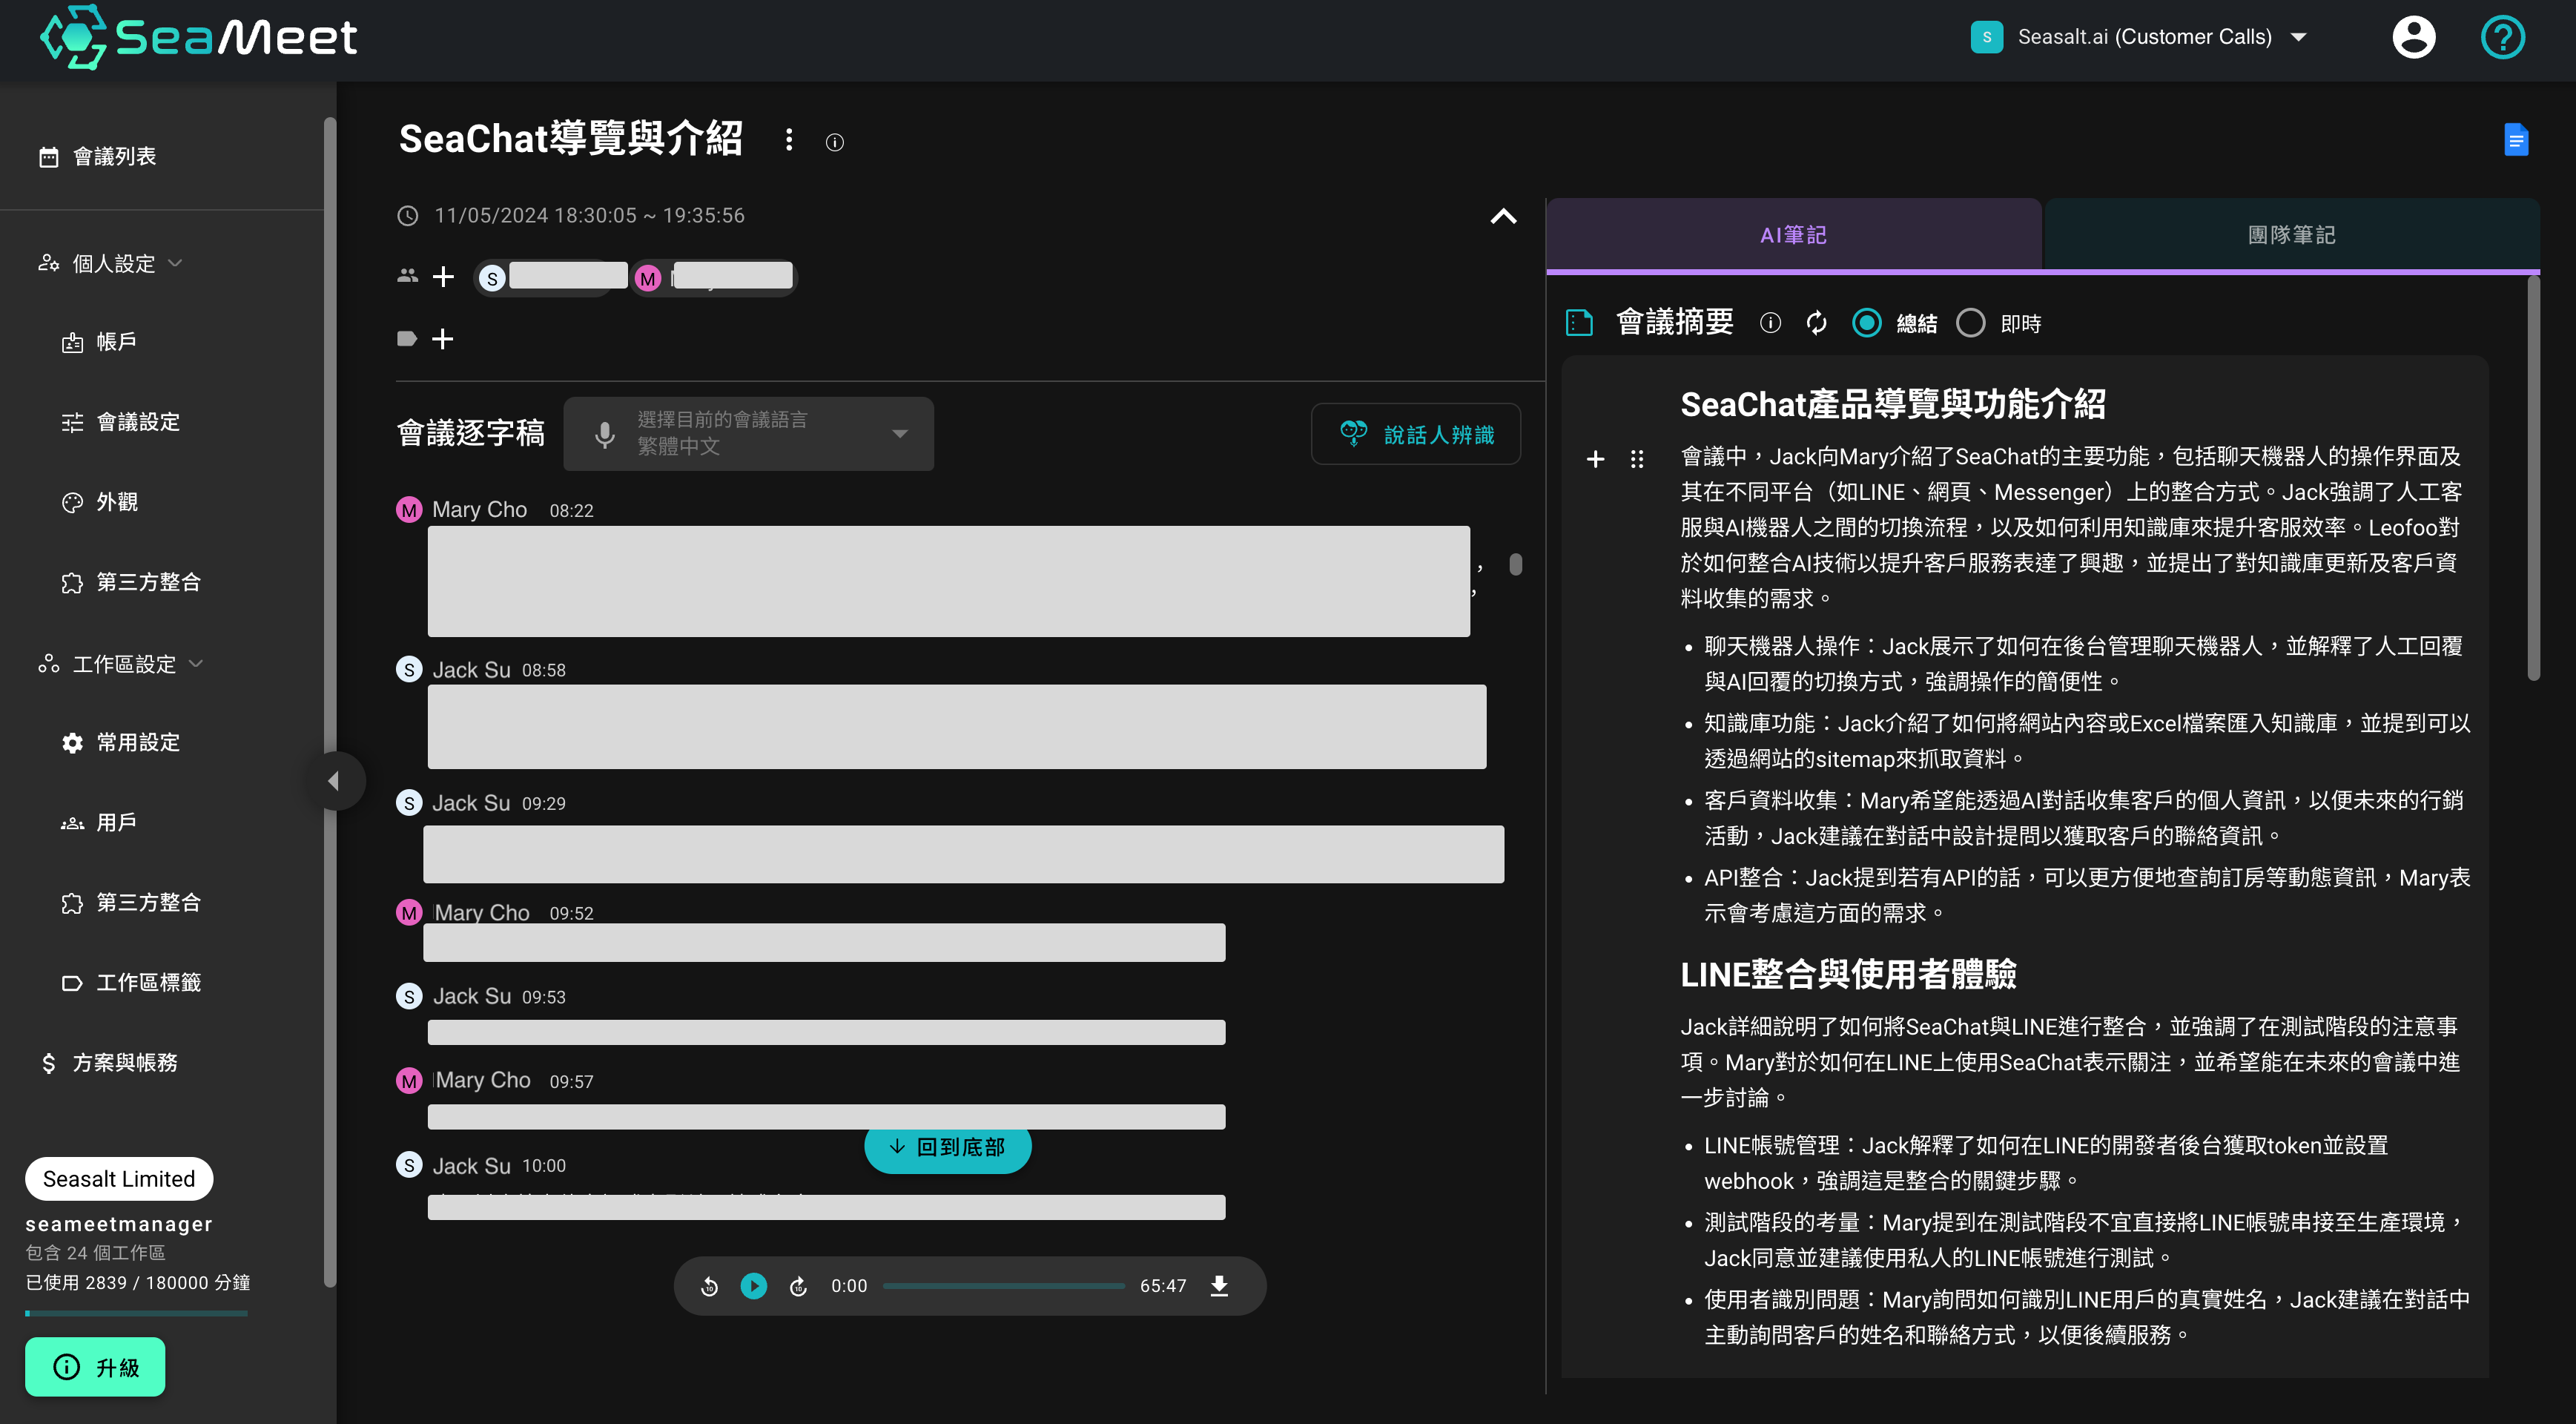 SeaMeet
S Seasalt.ai (Customer Calls)
會議列表
個人設定
帳戶
會議設定
外觀
第三方整合
工作區設定
常用設定
用戶
第三方整合
工作區標籤
方案與帳務
Seasalt Limited
seameetmanager
包含 24 個工作區
已使用 2839 / 180000 分鐘
升級
SeaChat導覽與介紹
11/05/2024 18:30:05 ~ 19:35:56
S
M
會議逐字稿
選擇目前的會議語言
繁體中文
說話人辨識
M Mary Cho 08:22
，
，
S Jack Su 08:58
S Jack Su 09:29
M Mary Cho 09:52
S Jack Su 09:53
M Mary Cho 09:57
回到底部
S Jack Su 10:00
10
10
0:00
65:47
AI筆記
團隊筆記
會議摘要
總結
即時
SeaChat產品導覽與功能介紹
會議中，Jack向Mary介紹了SeaChat的主要功能，包括聊天機器人的操作界面及
其在不同平台（如LINE、網頁、Messenger）上的整合方式。Jack強調了人工客
服與AI機器人之間的切換流程，以及如何利用知識庫來提升客服效率。Leofoo對
於如何整合AI技術以提升客戶服務表達了興趣，並提出了對知識庫更新及客戶資
料收集的需求。
• 聊天機器人操作：Jack展示了如何在後台管理聊天機器人，並解釋了人工回覆
與AI回覆的切換方式，強調操作的簡便性。
• 知識庫功能：Jack介紹了如何將網站內容或Excel檔案匯入知識庫，並提到可以
透過網站的sitemap來抓取資料。
• 客戶資料收集：Mary希望能透過AI對話收集客戶的個人資訊，以便未來的行銷
活動，Jack建議在對話中設計提問以獲取客戶的聯絡資訊。
• API整合：Jack提到若有API的話，可以更方便地查詢訂房等動態資訊，Mary表
示會考慮這方面的需求。
LINE整合與使用者體驗
Jack詳細說明了如何將SeaChat與LINE進行整合，並強調了在測試階段的注意事
項。Mary對於如何在LINE上使用SeaChat表示關注，並希望能在未來的會議中進
一步討論。
• LINE帳號管理：Jack解釋了如何在LINE的開發者後台獲取token並設置
webhook，強調這是整合的關鍵步驟。
• 測試階段的考量：Mary提到在測試階段不宜直接將LINE帳號串接至生產環境，
Jack同意並建議使用私人的LINE帳號進行測試。
• 使用者識別問題：Mary詢問如何識別LINE用戶的真實姓名，Jack建議在對話中
主動詢問客戶的姓名和聯絡方式，以便後續服務。